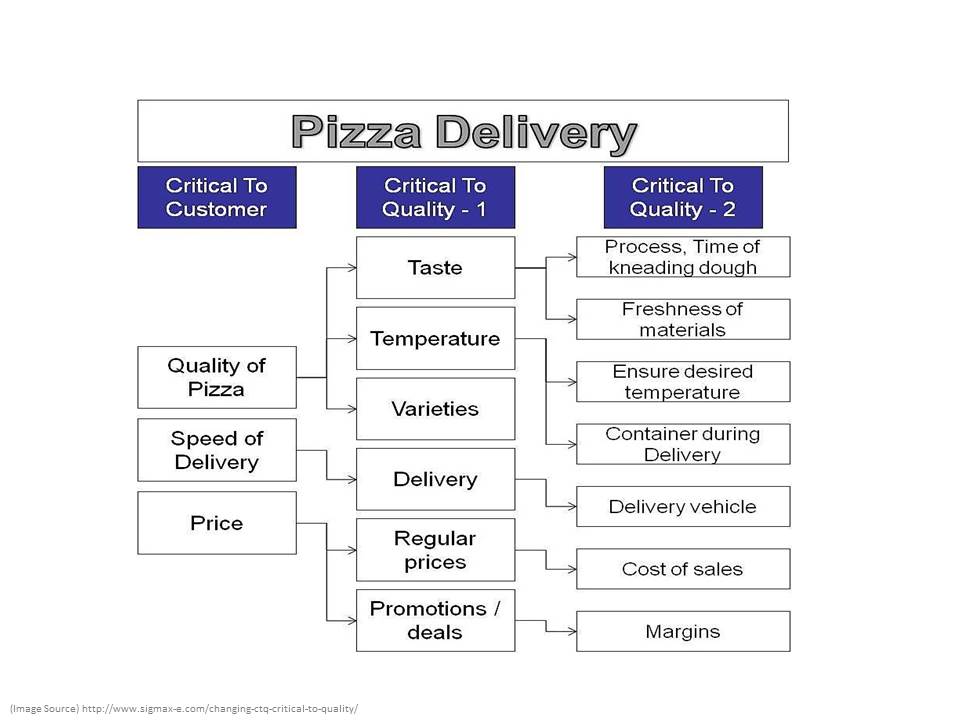 Pizza Delivery
Critical To
Customer
Critical To
Quality - 1
Critical To
Quality - 2
Quality of
Pizza
Speed of
Delivery
Price
Taste
Temperature
Varieties
Delivery
Regular
prices
Promotions /
deals
Process, Time of
kneading dough
Freshness of
materials
Ensure desired
temperature
Container during
Delivery
Delivery vehicle
Cost of sales
Margins
(Image Source) http://www.sigmax-e.com/changing-ctq-critical-to-quality/